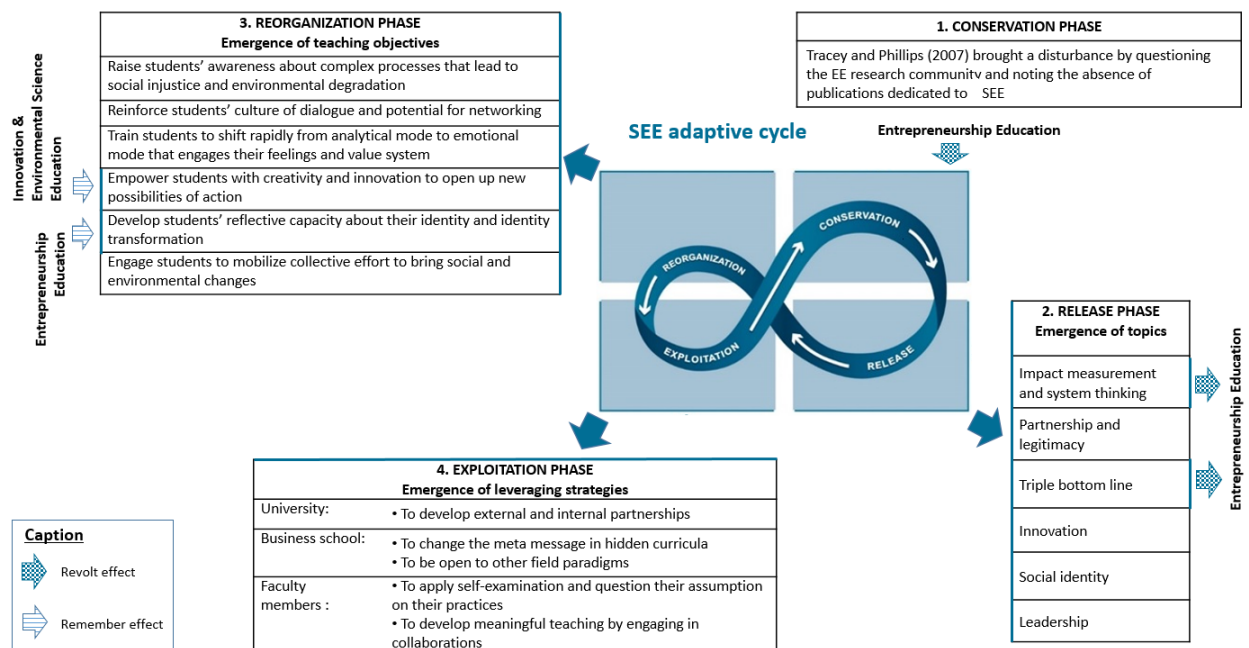 3. REORGANIZATION PHASE
Emergence of teaching objectives
Raise students’ awareness about complex processes that lead to
social injustice and environmental degradation
Reinforce students’ culture of dialogue and potential for networking
Train students to shift rapidly from analytical mode to emotional
mode that engages their feelings and value system
Empower students with creativity and innovation to open up new
possibilities of action
Develop students’ reflective capacity about their identity and identity
transformation
Engage students to mobilize collective effort to bring social and
environmental changes
Innovation &
Environmental Science
Education
Entrepreneurship
Education
1. CONSERVATION PHASE
Tracey and Phillips (2007) brought a disturbance by questioning
the EE research community and noting the absence of
publications dedicated to SEE
SEE adaptive cycle
Entrepreneurship Education
CONSERVATION
REORGANIZATION
EXPLOITATION
RELEASE
2. RELEASE PHASE
Emergence of topics
Impact measurement
and system thinking
Partnership and
legitimacy
Triple bottom line
Innovation
Social identity
Leadership
Entrepreneurship Education
4. EXPLOITATION PHASE
Emergence of leveraging strategies
University:
• To develop external and internal partnerships
Business school:
• To change the meta message in hidden curricula
• To be open to other field paradigms
Faculty
members :
• To apply self-examination and question their assumption
on their practices
• To develop meaningful teaching by engaging in
collaborations
Caption
Revolt effect
Remember effect